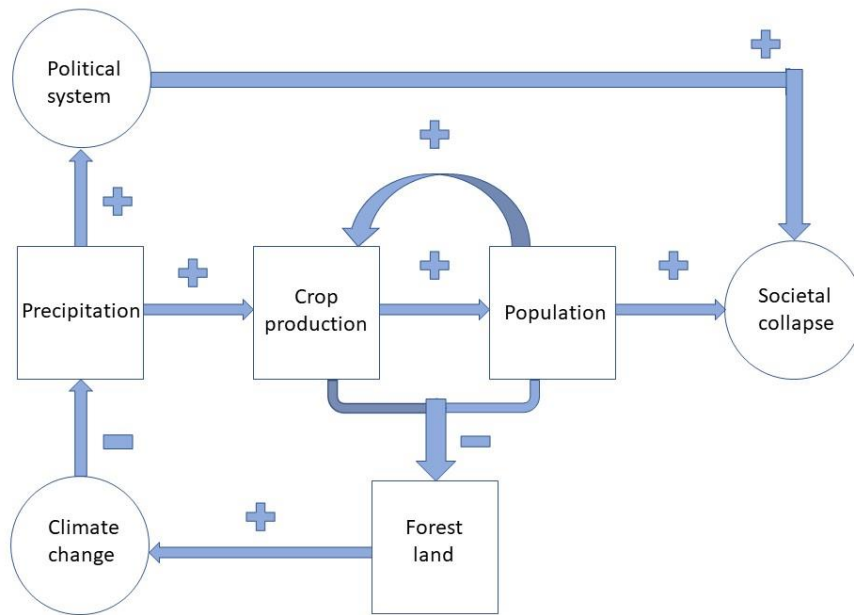 Political
system
Precipitation
Crop
production
Population
Societal
collapse
Climate
change
Forest
land